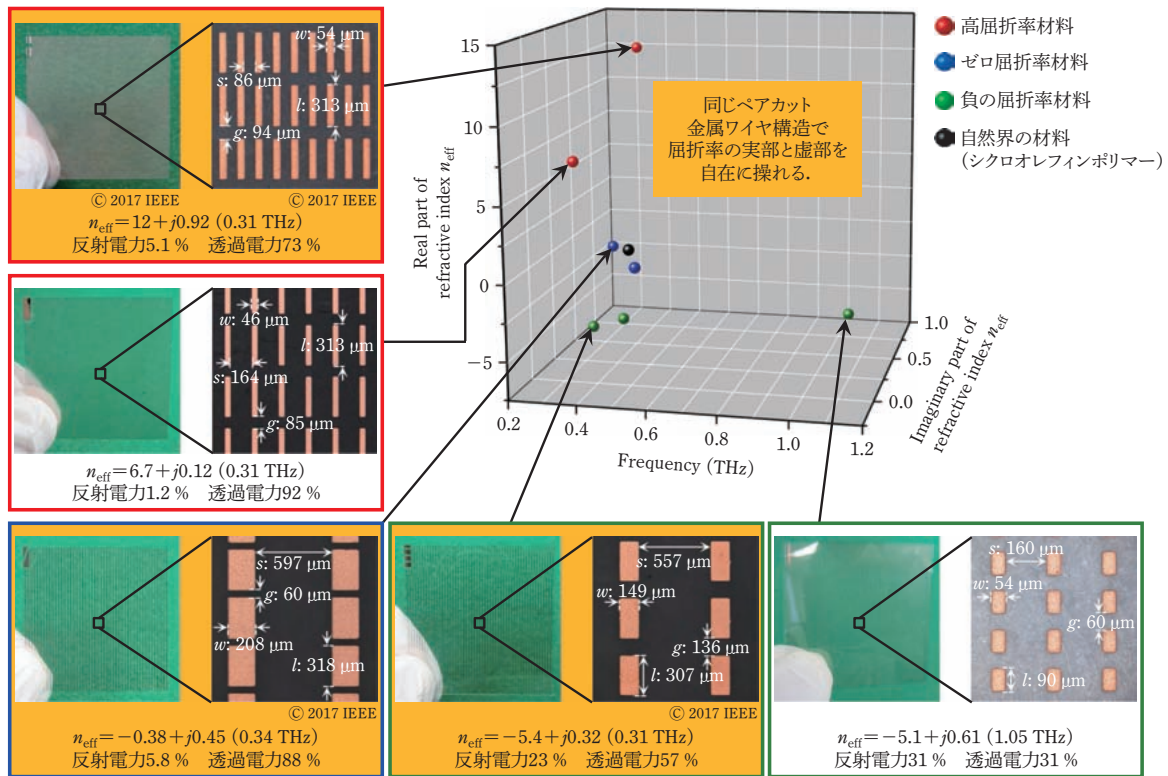 w: 54 μm
s: 86 μm
l: 313 μm
g: 94 μm
© 2017 IEEE
© 2017 IEEE
neff=12+j0.92 (0.31 THz)
反射電力5.1 % 透過電力73 %
w: 46 μm
l: 313 μm
s: 164 μm
g: 85 μm
neff=6.7+j0.12 (0.31 THz)
反射電力1.2 % 透過電力92 %
15
10
5
0
−5
Real part of
refractive index neff
同じペアカット
金属ワイヤ構造で
屈折率の実部と虚部を
自在に操れる.
0.2
0.4
0.6
0.8
1.0
1.2
Frequency (THz)
1.0
0.5
0.0
Imaginary part of
refractive index neff
高屈折率材料
ゼロ屈折率材料
負の屈折率材料
自然界の材料
(シクロオレフィンポリマー)
s: 597 μm
g: 60 μm
w: 208 μm
l: 318 μm
© 2017 IEEE
neff=−0.38+j0.45 (0.34 THz)
反射電力5.8 % 透過電力88 %
s: 557 μm
w: 149 μm
g: 136 μm
l: 307 μm
© 2017 IEEE
neff=−5.4+j0.32 (0.31 THz)
反射電力23 % 透過電力57 %
s: 160 μm
w: 54 μm
g: 60 μm
l: 90 μm
neff=−5.1+j0.61 (1.05 THz)
反射電力31 % 透過電力31 %